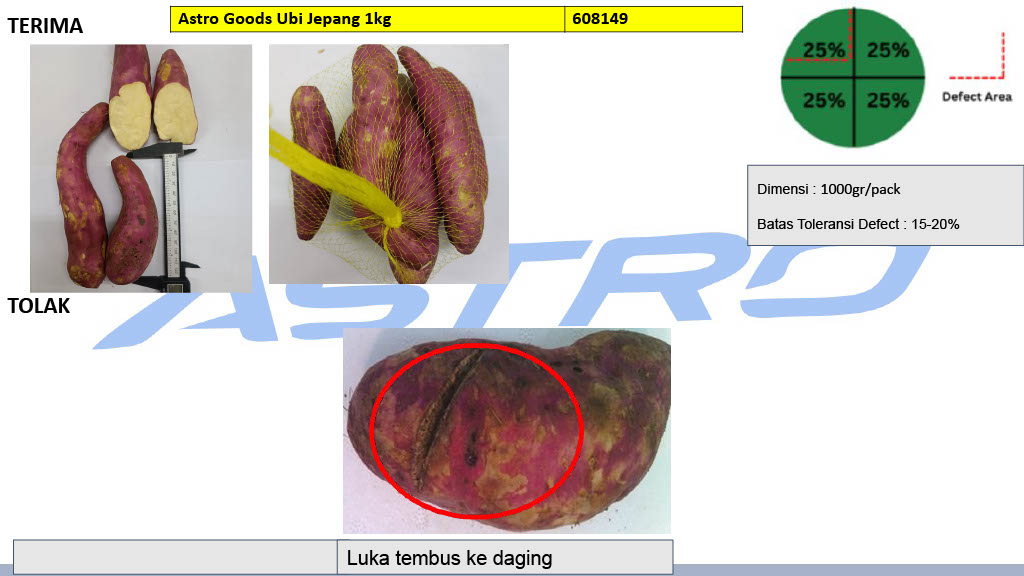 TERIMA
Astro Goods Ubi Jepang 1kg 608149
25% 25%
25% 25%
Defect Area
Dimensi : 1000gr/pack
Batas Toleransi Defect : 15-20%
ASTRO
TOLAK
Luka tembus ke daging